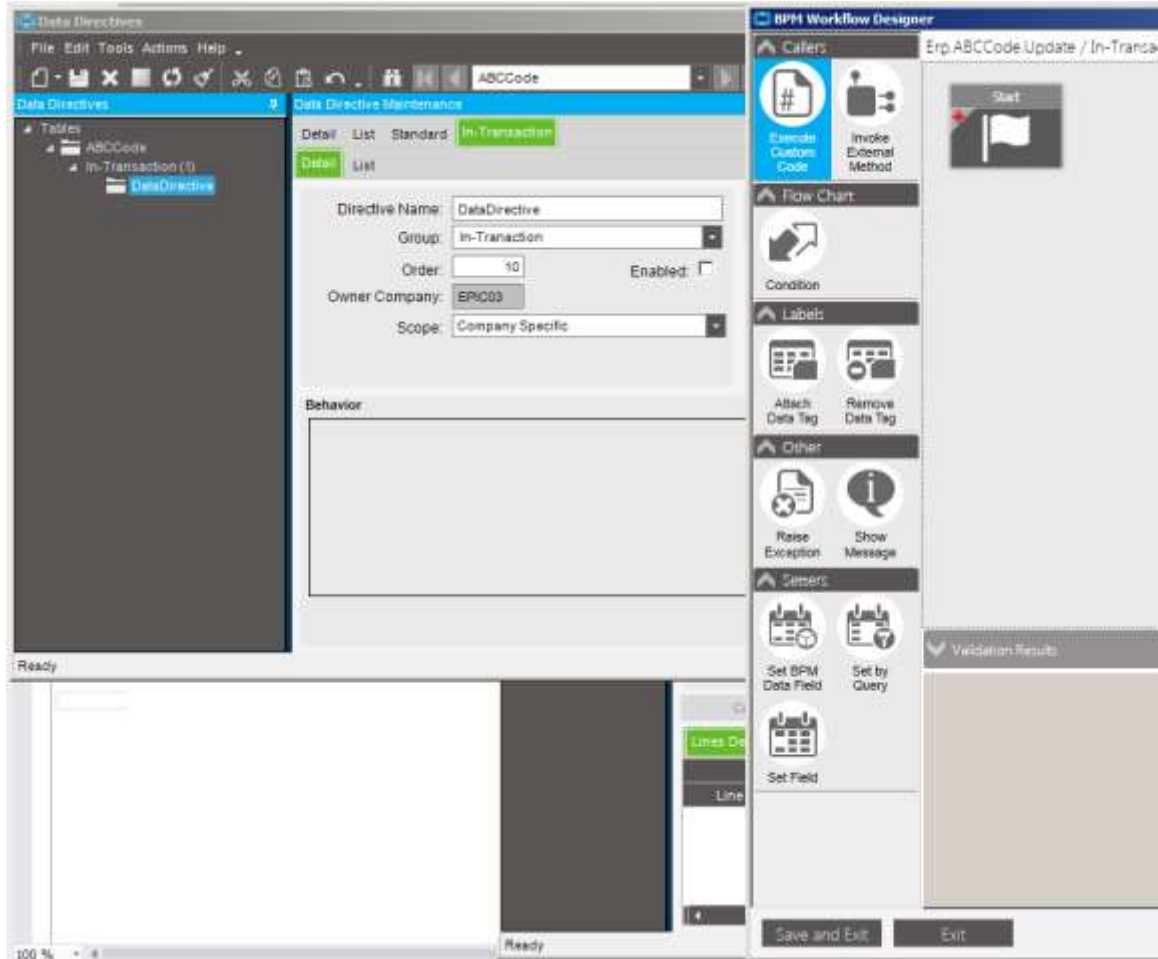 Data Directives
File Edit Tools Actions Help
ABCCode
Data Directives
Tables
ABCCode
In-Transaction (1)
DataDirective
Data Directive Maintenance
Detail List Standard In-Transaction
Detail List
Directive Name: DataDirective
Group: In-Tranaction
Order: 10 Enabled:
Owner Company: EPIC03
Scope: Company Specific
Behavior
Ready
Lines De
Line
Ready
100 %
BPM Workflow Designer
Callers
Execute Custom Code
Invoke External Method
Flow Chart
Condition
Labels
Attach Data Tag
Remove Data Tag
Other
Raise Exception
Show Message
Setters
Set BPM Data Field
Set by Query
Set Field
Erp.ABCCode.Update / In-Transa
Start
Validation Results
Save and Exit
Exit